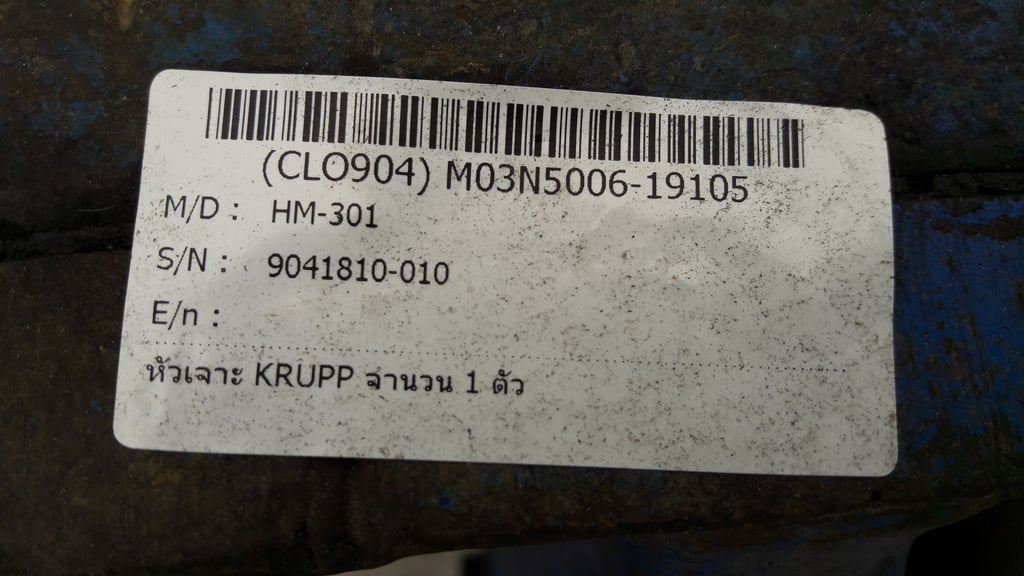 (CLO904) M03N5006-19105
M/D : HM-301
S/N : 9041810-010
E/n :
หัวเจาะ KRUPP จำนวน 1 ตัว